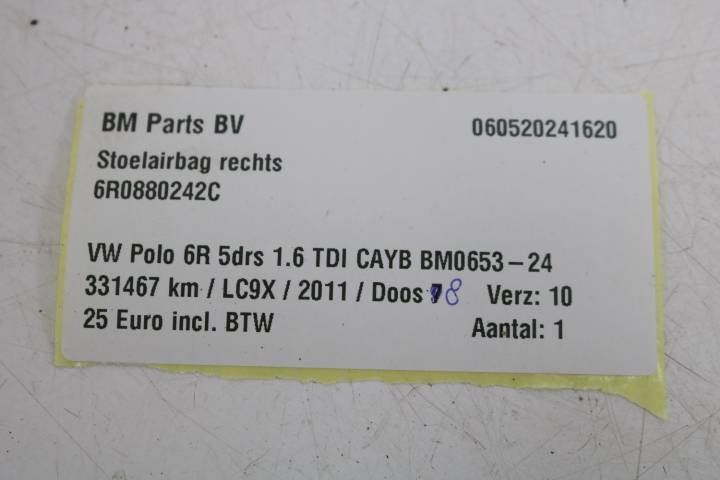 BM Parts BV 060520241620
Stoelairbag rechts
6R0880242C
VW Polo 6R 5drs 1.6 TDI CAYB BM0653-24
331467 km / LC9X / 2011 / Doos 8 Verz: 10
25 Euro incl. BTW Aantal: 1